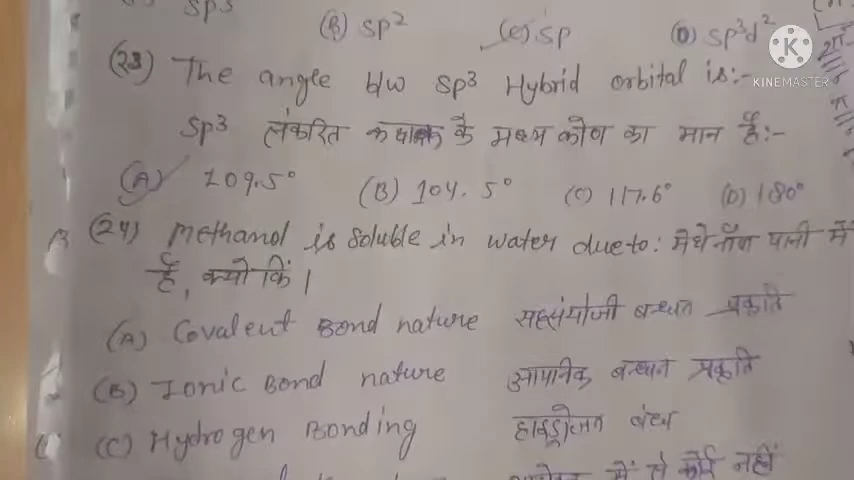 sp3
(B) sp² (C) sp (D) sp³d²
KINEMASTER
(23) The angle b/w sp3 Hybrid orbital is:-
sp3 संकरित कक्षक के मध्य कोण का मान है:-
(A) 109.5° (B) 104.5° (C) 117.6° (D) 180°
(24) Methanol is soluble in water due to: मेथेनॉल पानी में
है, क्यो कि ।
(A) Covalent Bond nature सहसंयोजी बन्धन प्रकृति
(B) Ionic Bond nature आयनिक बन्धन प्रकृति
(C) Hydrogen Bonding हाइड्रोजन बंध
में से कोई नहीं